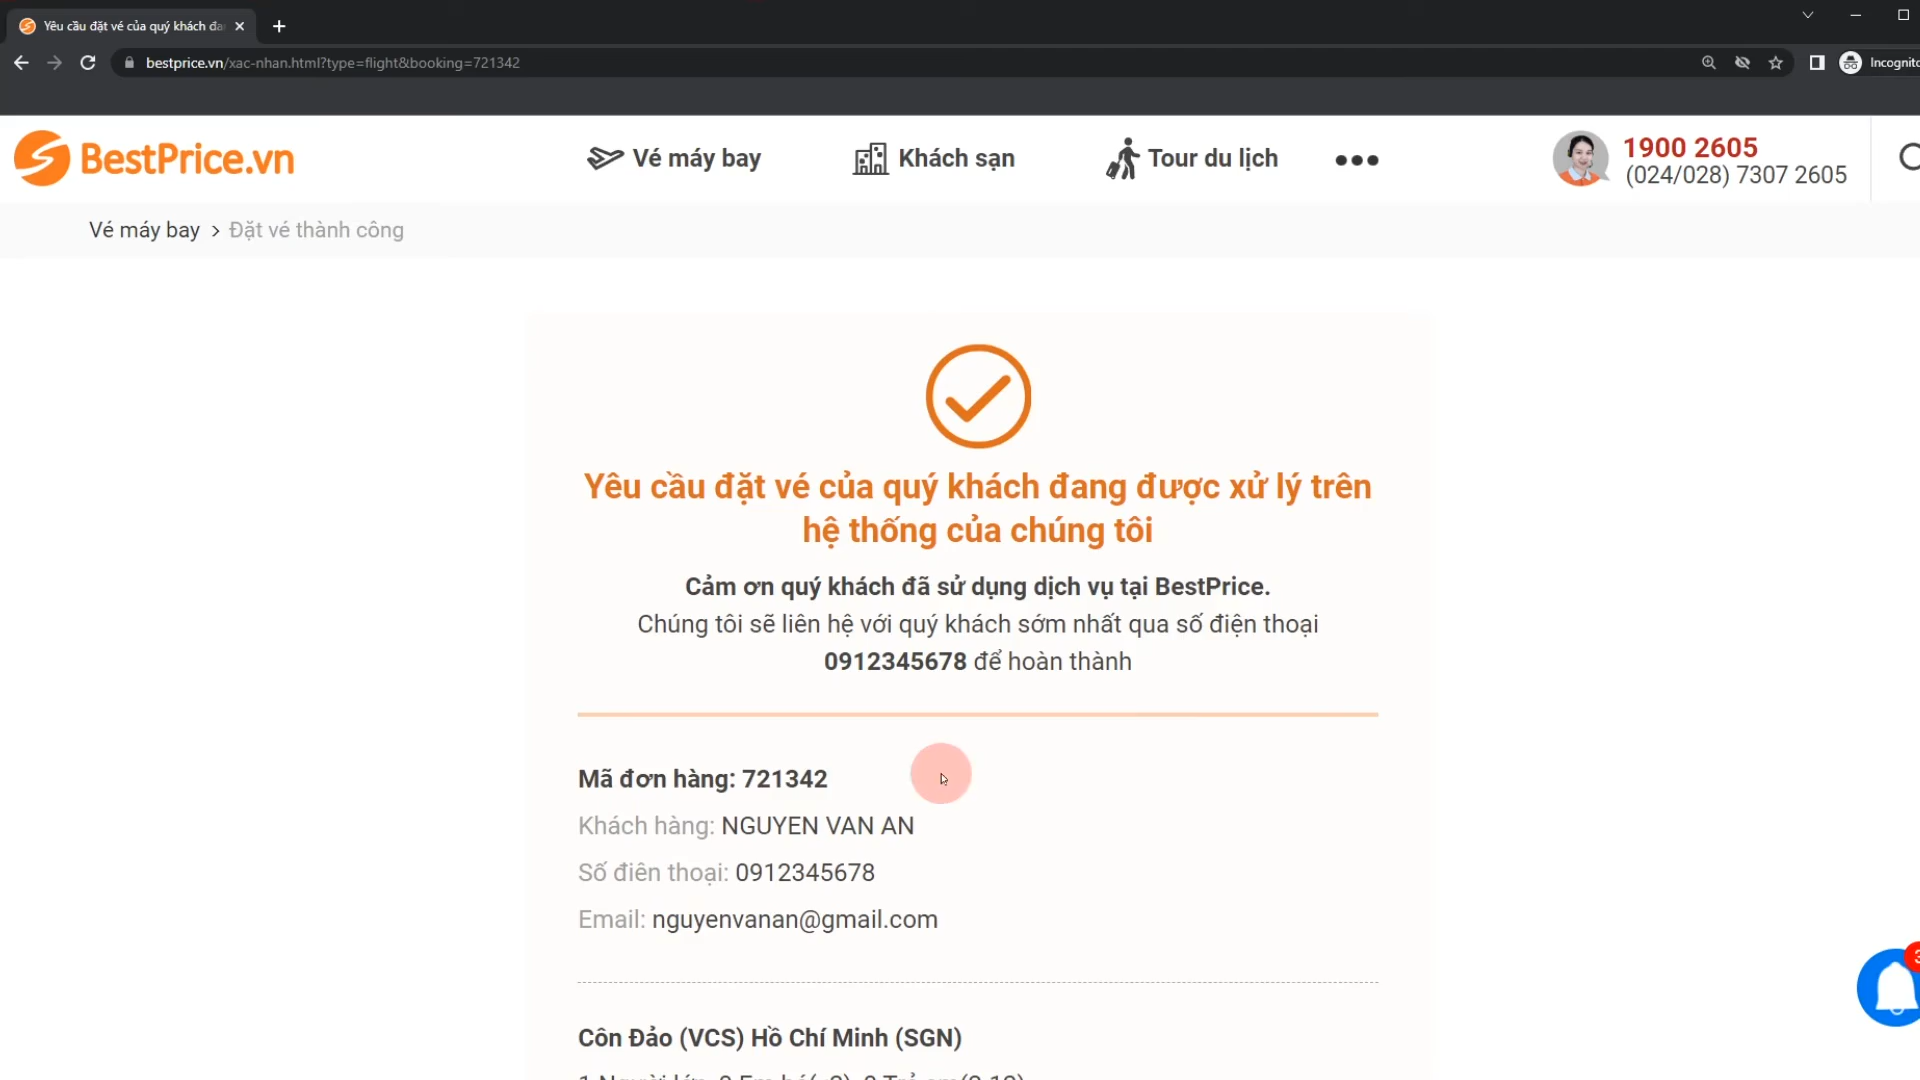 Yêu cầu đặt vé của quý khách đa
bestprice.vn/xac-nhan.html?type=flight&booking=721342
Incognito
BestPrice.vn
Vé máy bay
Khách sạn
Tour du lịch
1900 2605
(024/028) 7307 2605
Vé máy bay > Đặt vé thành công
Yêu cầu đặt vé của quý khách đang được xử lý trên
hệ thống của chúng tôi
Cảm ơn quý khách đã sử dụng dịch vụ tại BestPrice.
Chúng tôi sẽ liên hệ với quý khách sớm nhất qua số điện thoại
0912345678 để hoàn thành
Mã đơn hàng: 721342
Khách hàng: NGUYEN VAN AN
Số điên thoại: 0912345678
Email: nguyenvanan@gmail.com
3
Côn Đảo (VCS) Hồ Chí Minh (SGN)